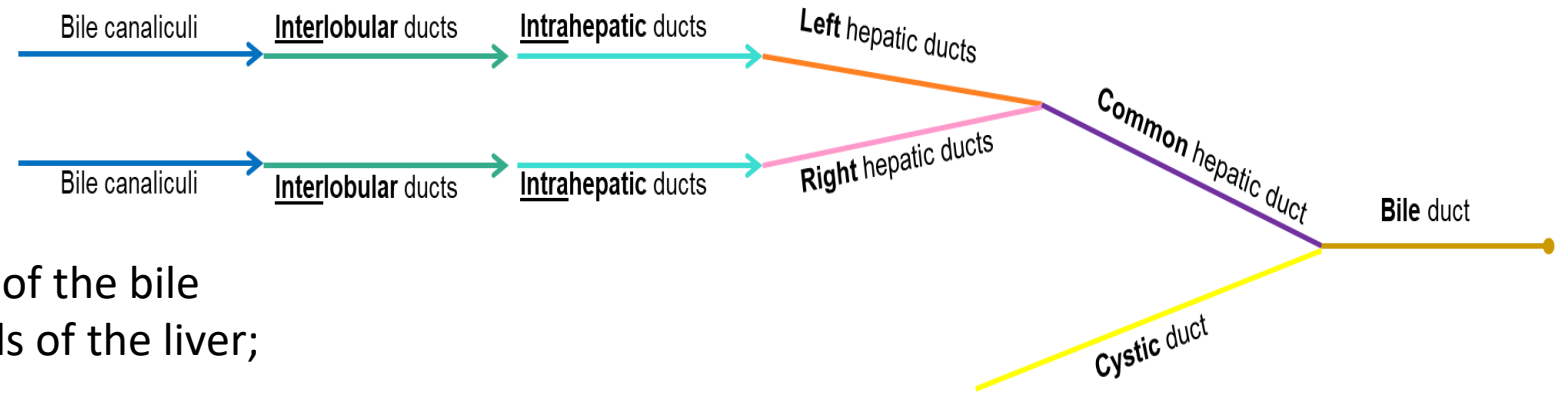 Bile canaliculi
Interlobular ducts
Intrahepatic ducts
Left hepatic ducts
Bile canaliculi
Interlobular ducts
Intrahepatic ducts
Right hepatic ducts
Common hepatic duct
Bile duct
Cystic duct
of the bile
ls of the liver;